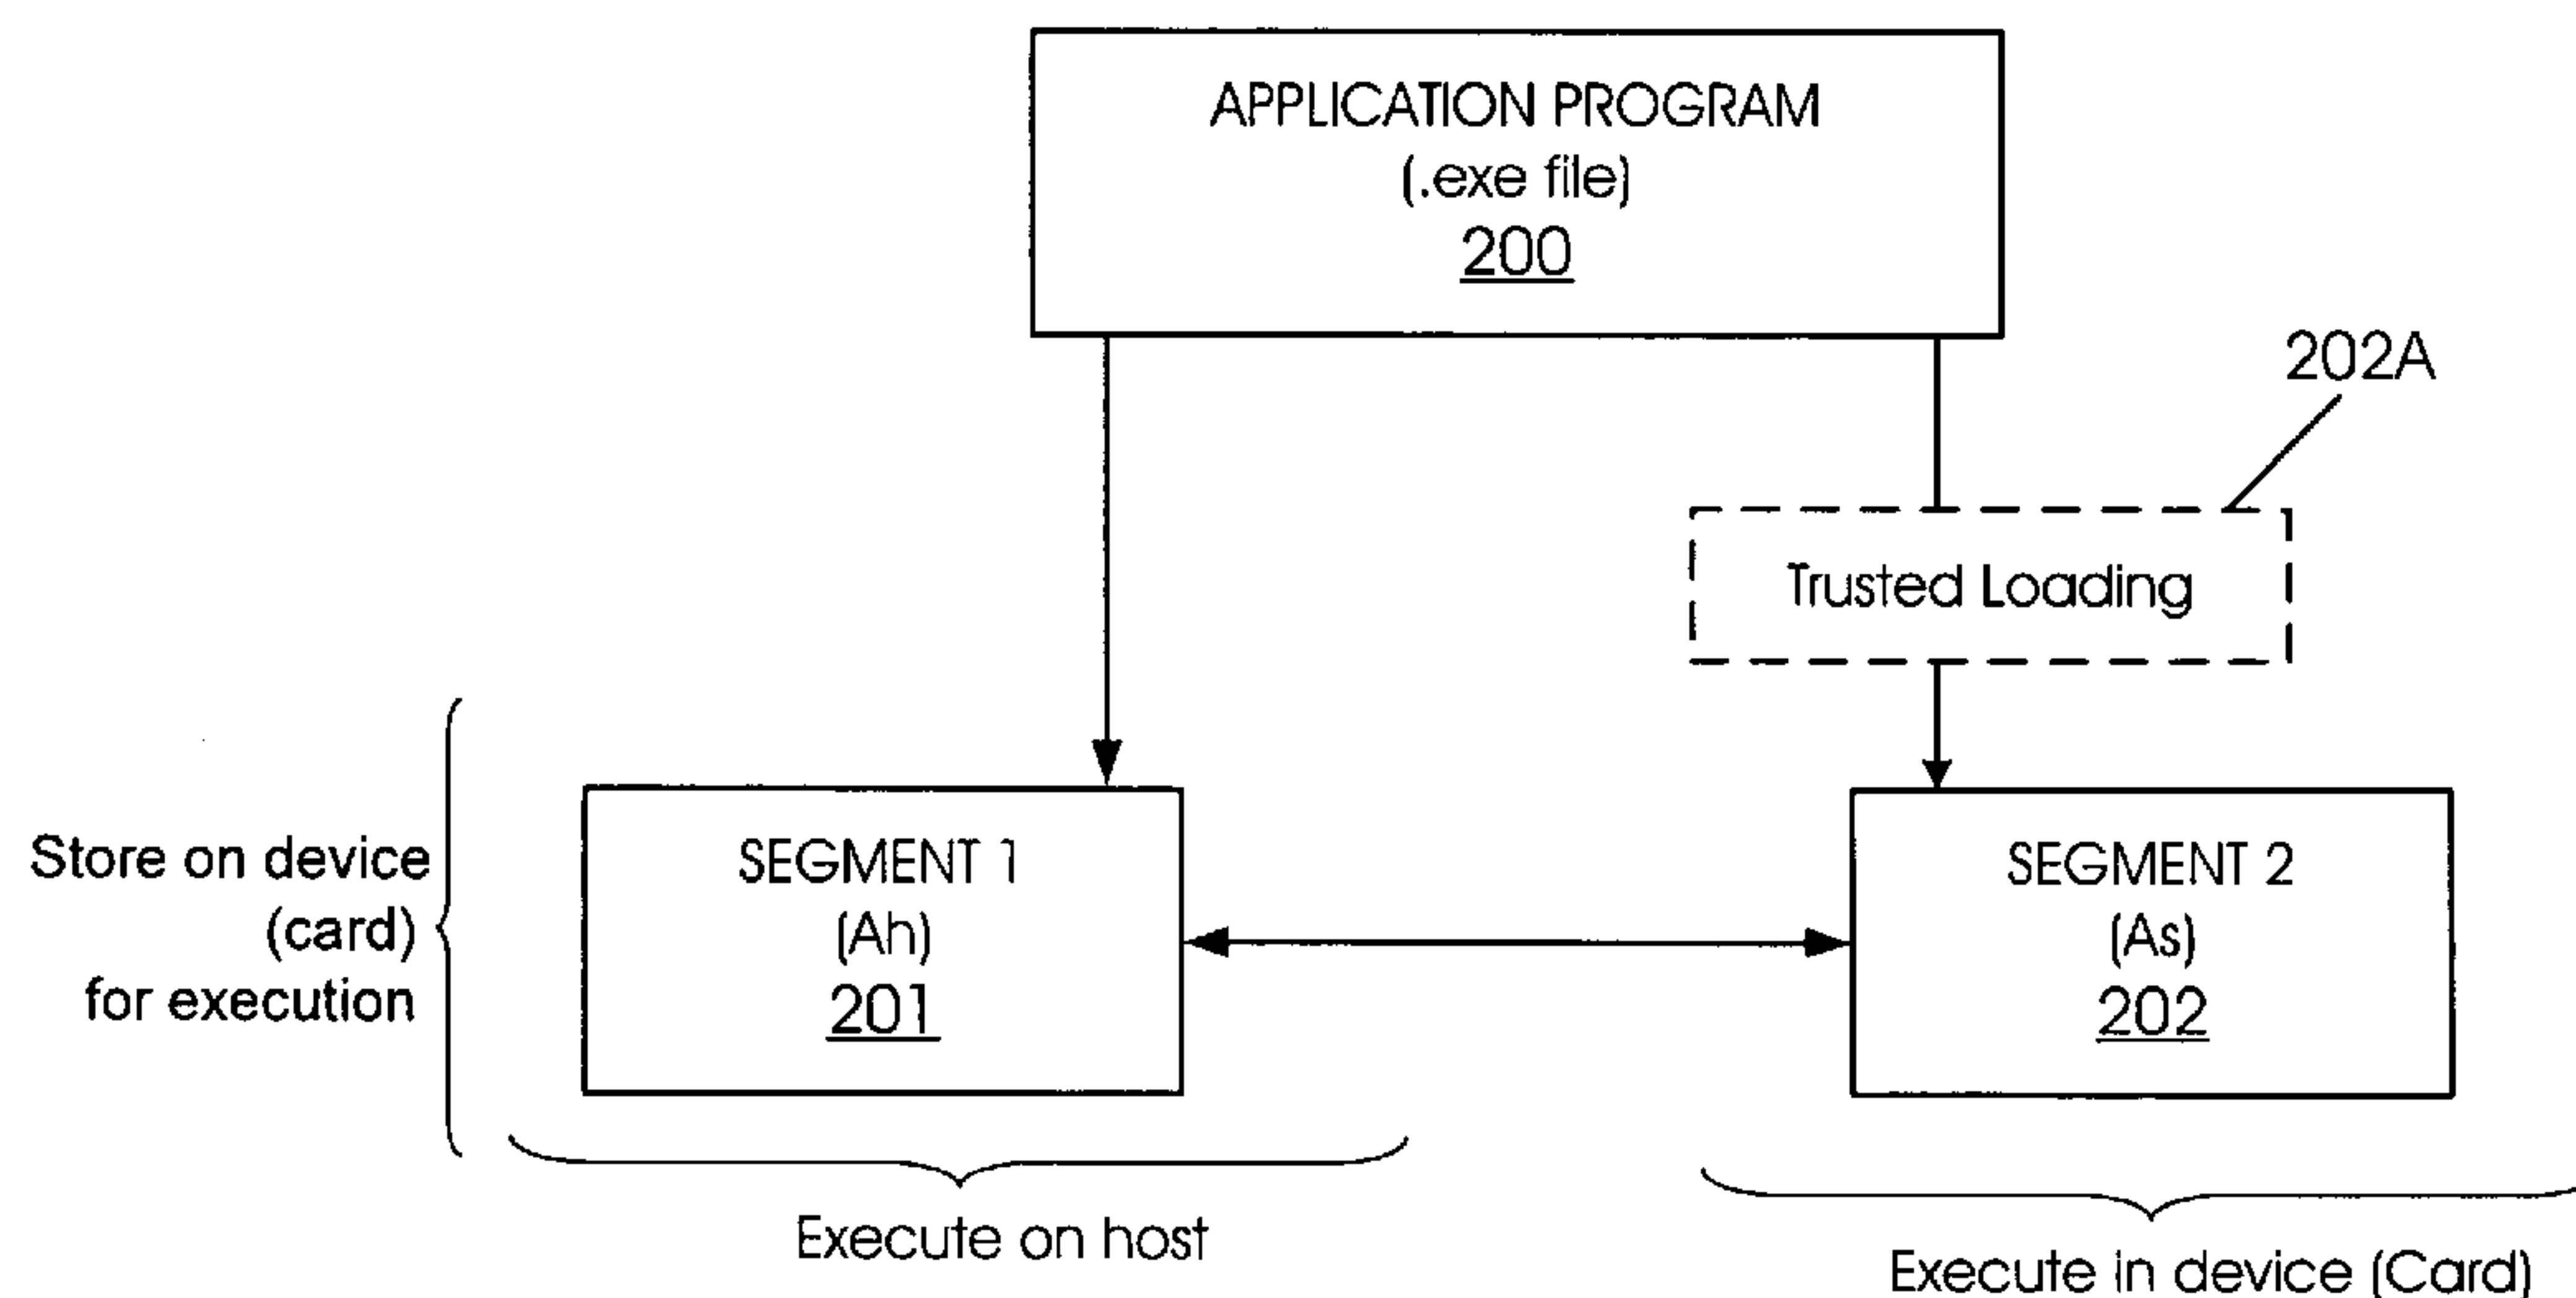 APPLICATION PROGRAM
(.exe file)
200
202A
Trusted Loading
Store on device
(card)
for execution
SEGMENT 1
(Ah)
201
SEGMENT 2
(As)
202
Execute on host
Execute in device (Card)